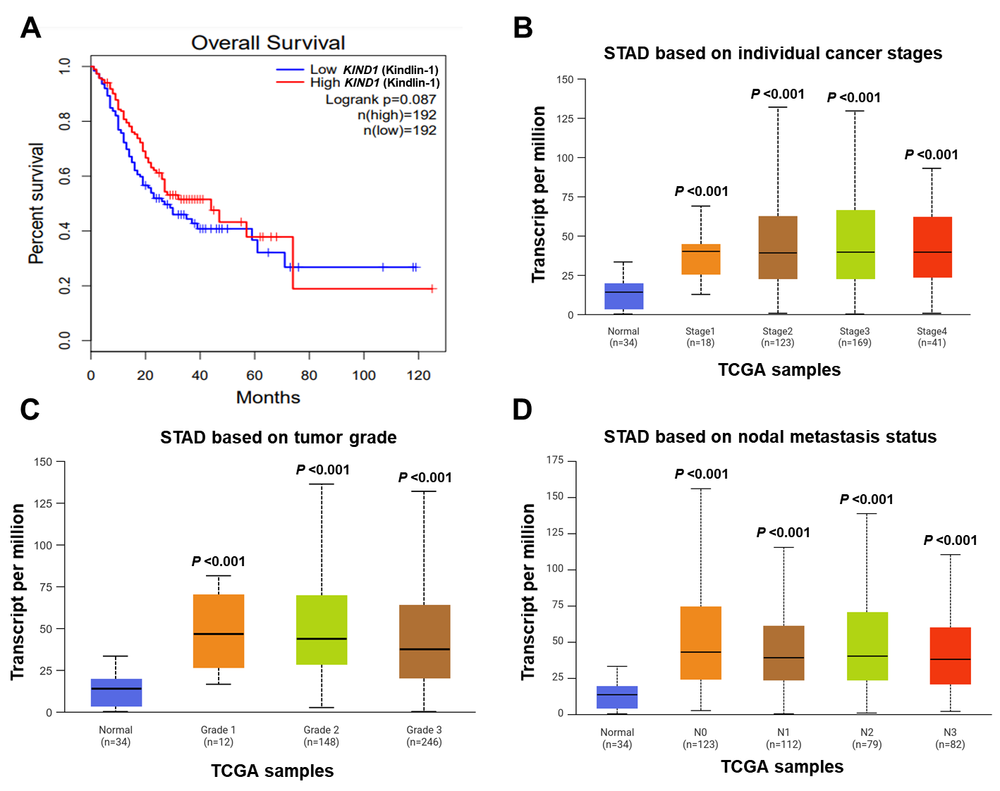 A
Overall Survival
Low KIND1 (Kindlin-1)
High KIND1 (Kindlin-1)
Logrank p=0.087
n(high)=192
n(low)=192
Percent survival
1.0
0.8
0.6
0.4
0.2
0.0
0 20 40 60 80 100 120
Months
B
STAD based on individual cancer stages
Transcript per million
150
125
100
75
50
25
0
P <0.001
P <0.001
P <0.001
P <0.001
Normal Stage1 Stage2 Stage3 Stage4
(n=34) (n=18) (n=123) (n=169) (n=41)
TCGA samples
C
STAD based on tumor grade
Transcript per million
150
125
100
75
50
25
0
P <0.001
P <0.001
P <0.001
Normal Grade 1 Grade 2 Grade 3
(n=34) (n=12) (n=148) (n=246)
TCGA samples
D
STAD based on nodal metastasis status
Transcript per million
175
150
125
100
75
50
25
0
P <0.001
P <0.001
P <0.001
P <0.001
Normal N0 N1 N2 N3
(n=34) (n=123) (n=112) (n=79) (n=82)
TCGA samples